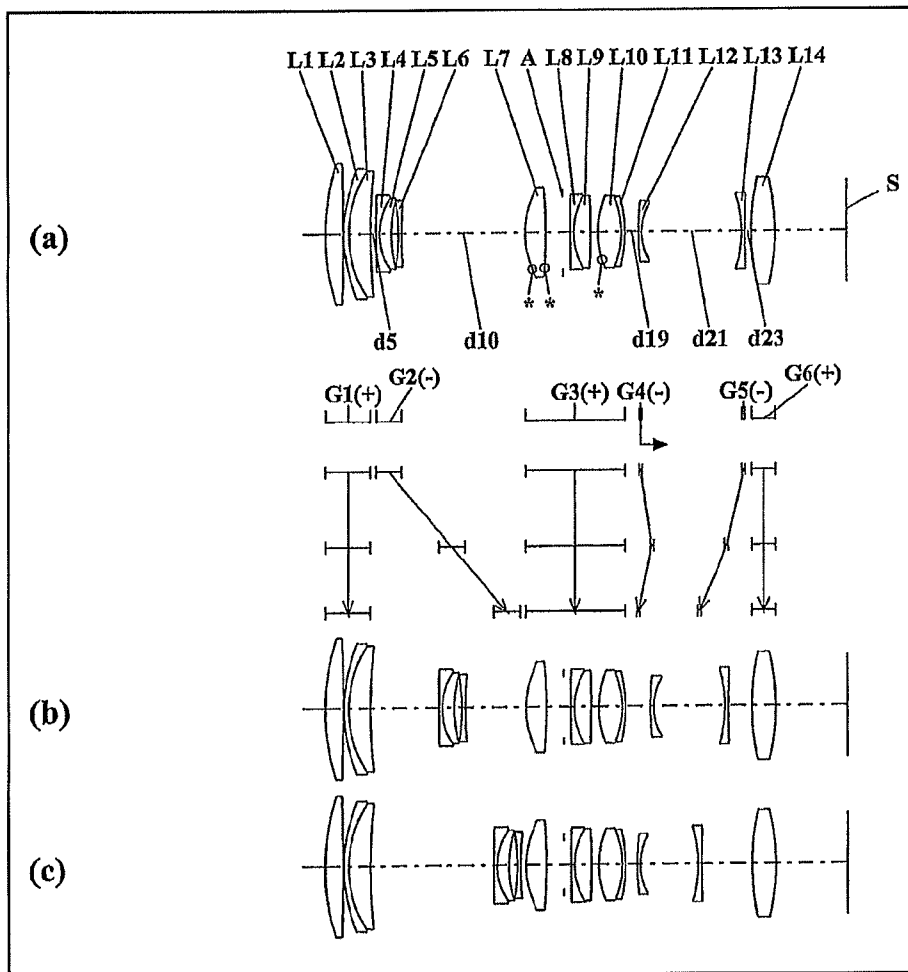 L1 L2 L3 L4 L5 L6 L7 A L8 L9 L10 L11 L12 L13 L14
S
(a)
* * *
d5 d10 d19 d21 d23
G1(+) G2(-) G3(+) G4(-) G5(-) G6(+)
(b)
(c)